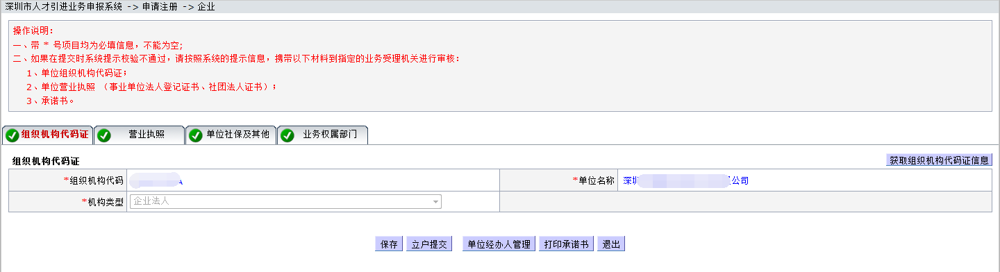 深圳市人才引进业务申报系统 -> 申请注册 -> 企业
操作说明:
一、带 * 号项目均为必填信息，不能为空;
二、如果在提交时系统提示校验不通过，请按照系统的提示信息，携带以下材料到指定的业务受理机关进行审核:
1、单位组织机构代码证;
2、单位营业执照 （事业单位法人登记证书、社团法人证书）;
3、承诺书。
组织机构代码证 营业执照 单位社保及其他 业务权属部门
组织机构代码证 获取组织机构代码证信息
*组织机构代码 A *单位名称 深圳 公司
*机构类型 企业法人
保存 立户提交 单位经办人管理 打印承诺书 退出